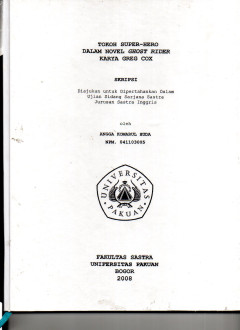 TOKOH SUPER-HERO
DALAM NOVEL GHOST RIDER
KARYA GREG COX
SKRIPSI
Diajukan untuk Dipertahankan Dalam
Ujian Sidang Sarjana Sastra
Jurusan Sastra Inggris
oleh
ANGGA KUMARUL HUDA
NPM. 041103005
UNIVERSITAS
PAKUAN
FAKULTAS SASTRA
UNIVERSITAS PAKUAN
BOGOR
2008